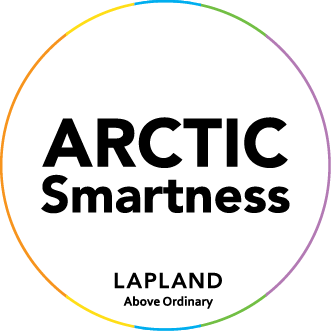 ARCTIC
Smartness
LAPLAND
Above Ordinary